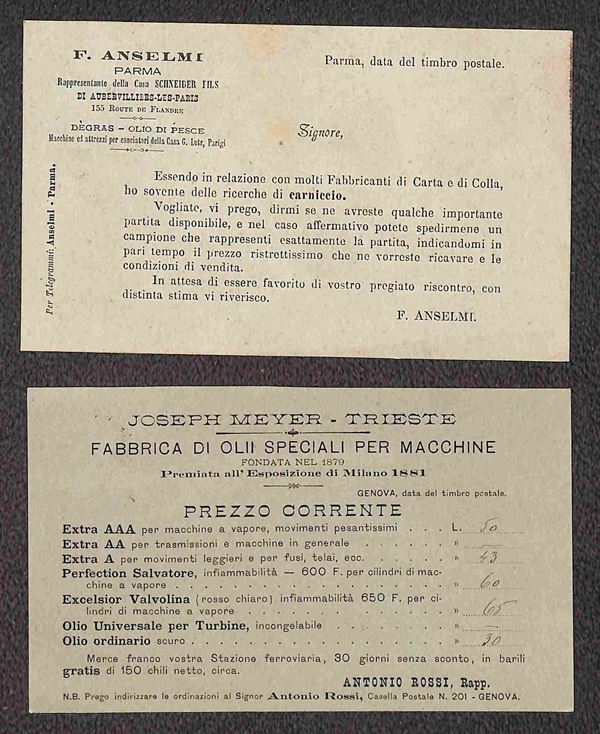 F. ANSELMI
PARMA
Rappresentante della Casa SCHNEIDER FILS
DI AUBERVILLIERS-LES-PARIS
155 ROUTE DE FLANDRE
DÈGRAS - OLIO DI PESCE
Macchine ed attrezzi per conciatori della Casa G. Lutz, Parigi
Per Telegrammi: Anselmi - Parma.
Parma, data del timbro postale.
Signore,
Essendo in relazione con molti Fabbricanti di Carta e di Colla,
ho sovente delle ricerche di carniccio.
Vogliate, vi prego, dirmi se ne avreste qualche importante
partita disponibile, e nel caso affermativo potete spedirmene un
campione che rappresenti esattamente la partita, indicandomi in
pari tempo il prezzo ristrettissimo che ne vorreste ricavare e le
condizioni di vendita.
In attesa di essere favorito di vostro pregiato riscontro, con
distinta stima vi riverisco.
F. ANSELMI.
JOSEPH MEYER - TRIESTE
FABBRICA DI OLII SPECIALI PER MACCHINE
FONDATA NEL 1879
Premiata all'Esposizione di Milano 1881
GENOVA, data del timbro postale.
PREZZO CORRENTE
Extra AAA per macchine a vapore, movimenti pesantissimi . . . L. 50
Extra AA per trasmissioni e macchine in generale . . . . . . »
Extra A per movimenti leggieri e per fusi, telai, ecc. . . . . . » 43
Perfection Salvatore, infiammabilità — 600 F. per cilindri di mac-
chine a vapore . . . . . . . . . . . . . . . » 60
Excelsior Valvolina (rosso chiaro) infiammabilità 650 F. per ci-
lindri di macchine a vapore . . . . . . . . . . . » 65
Olio Universale per Turbine, incongelabile . . . . . . . »
Olio ordinario scuro . . . . . . . . . . . . . . » 30
Merce franco vostra Stazione ferroviaria, 30 giorni senza sconto, in barili
gratis di 150 chili netto, circa.
ANTONIO ROSSI, Rapp.
N.B. Prego indirizzare le ordinazioni al Signor Antonio Rossi, Casella Postale N. 201 - GENOVA.